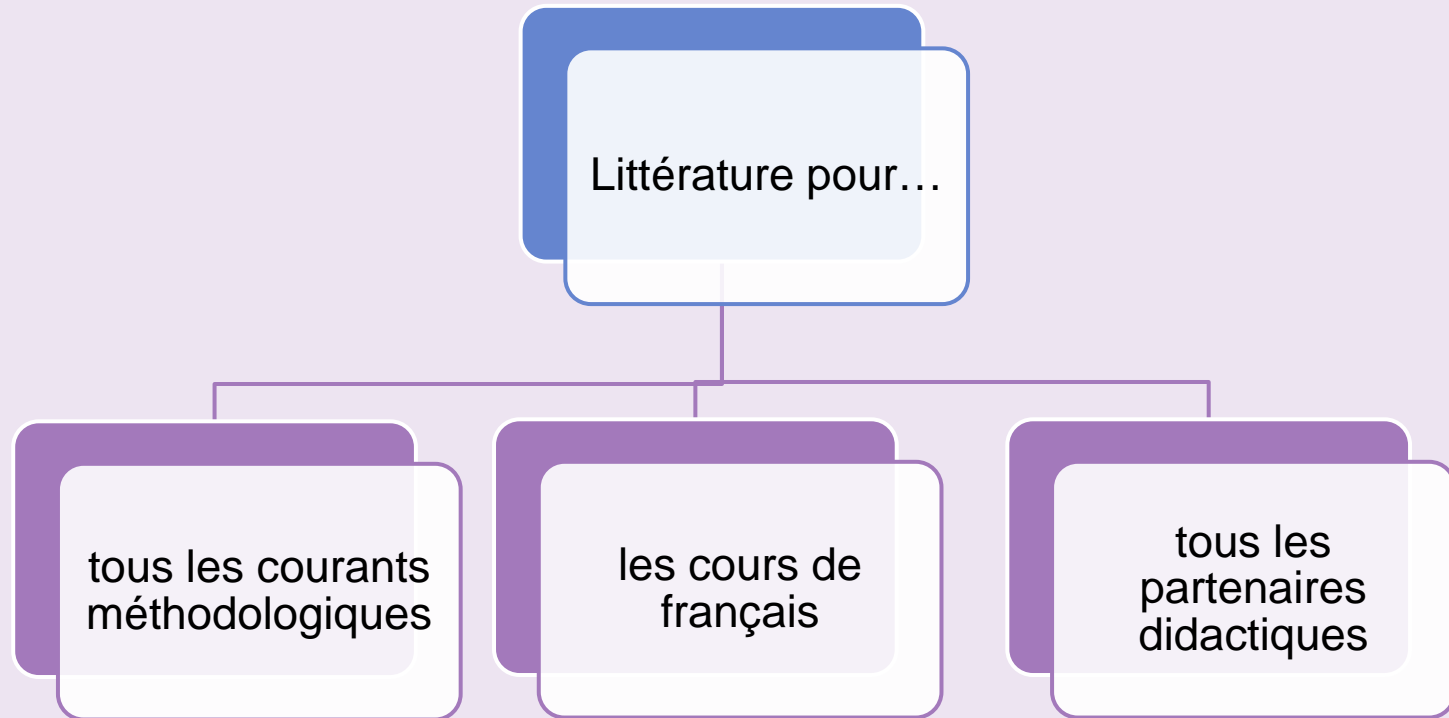 Littérature pour…
tous les courants
méthodologiques
les cours de
français
tous les
partenaires
didactiques